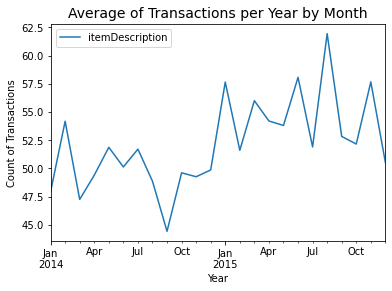 Average of Transactions per Year by Month
itemDescription
Count of Transactions
62.5
60.0
57.5
55.0
52.5
50.0
47.5
45.0
Jan Apr Jul Oct Jan Apr Jul Oct
2014 2015
Year